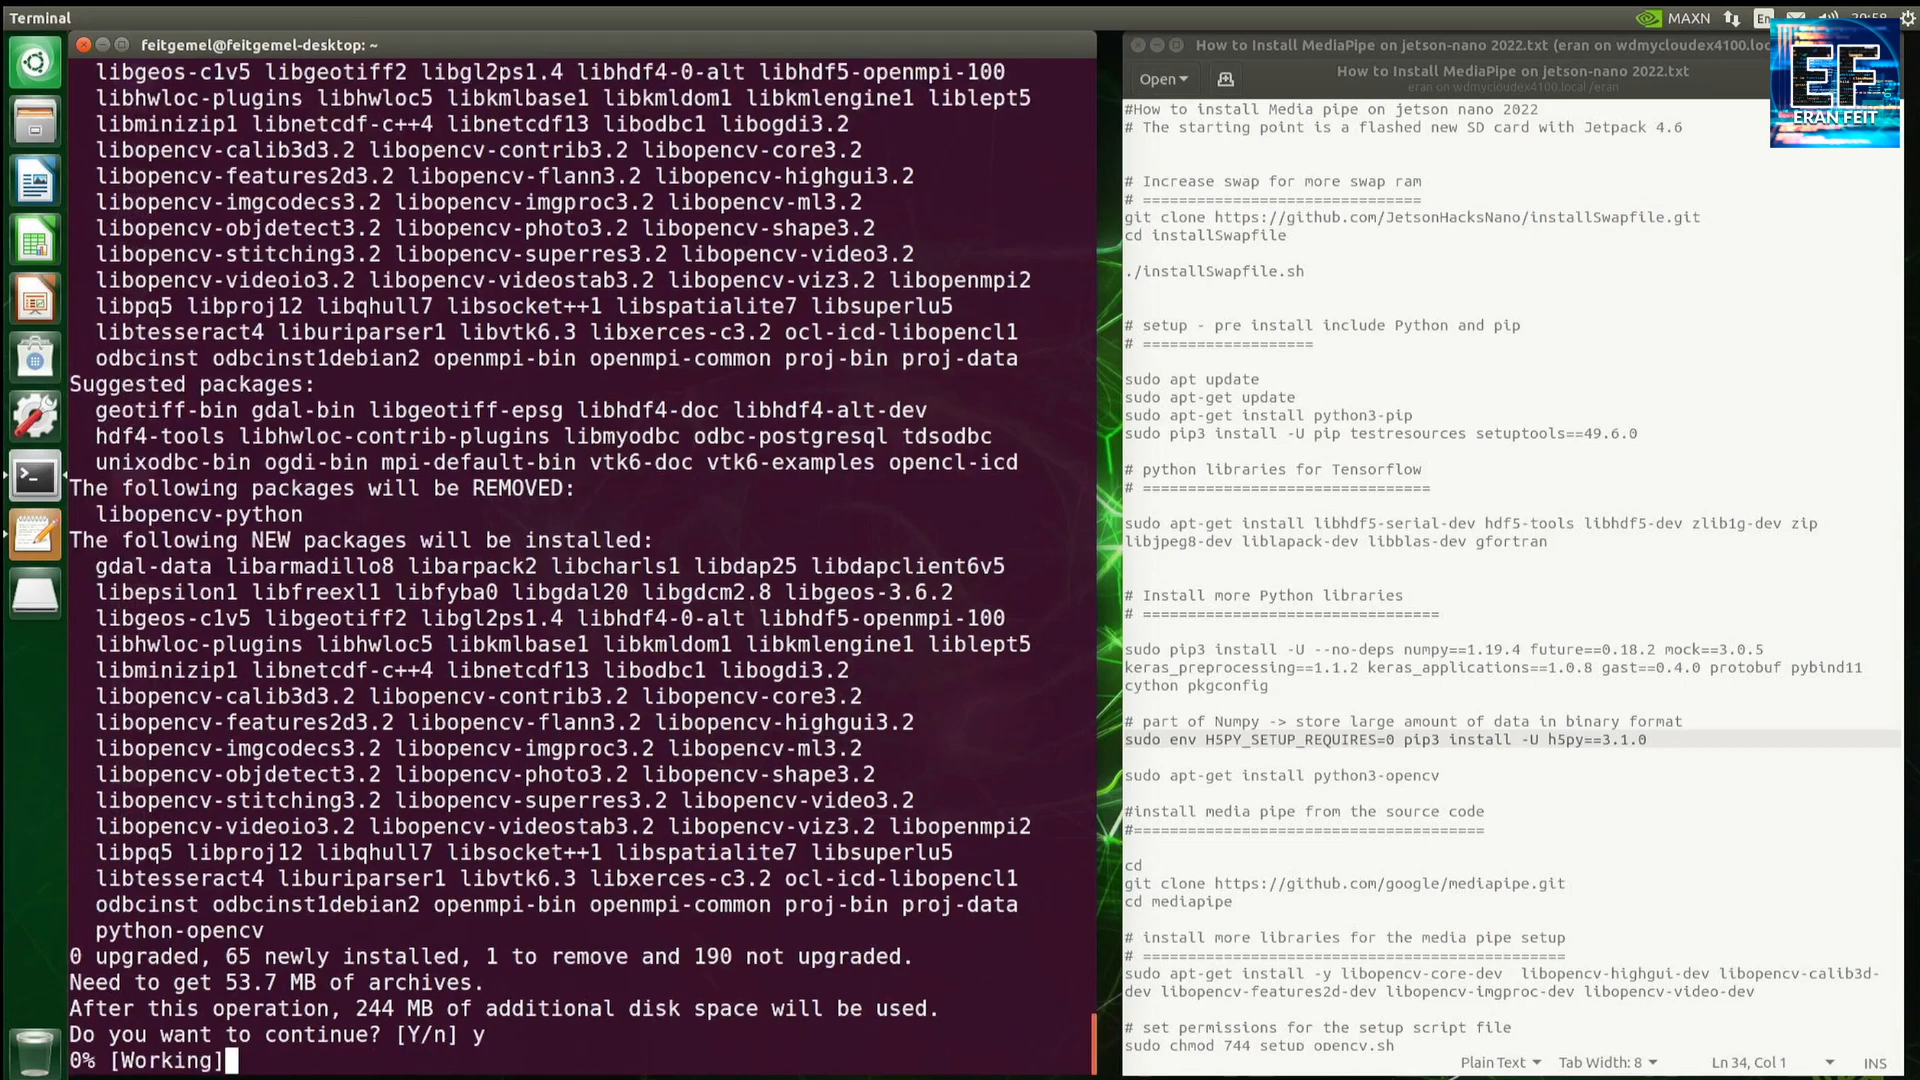 Terminal
MAXN
En
feitgemel@feitgemel-desktop: ~
libgeos-c1v5 libgeotiff2 libgl2ps1.4 libhdf4-0-alt libhdf5-openmpi-100
libhwloc-plugins libhwloc5 libkmlbase1 libkmldom1 libkmlengine1 liblept5
libminizip1 libnetcdf-c++4 libnetcdf13 libodbc1 libogdi3.2
libopencv-calib3d3.2 libopencv-contrib3.2 libopencv-core3.2
libopencv-features2d3.2 libopencv-flann3.2 libopencv-highgui3.2
libopencv-imgcodecs3.2 libopencv-imgproc3.2 libopencv-ml3.2
libopencv-objdetect3.2 libopencv-photo3.2 libopencv-shape3.2
libopencv-stitching3.2 libopencv-superres3.2 libopencv-video3.2
libopencv-videoio3.2 libopencv-videostab3.2 libopencv-viz3.2 libopenmpi2
libpq5 libproj12 libqhull7 libsocket++1 libspatialite7 libsuperlu5
libtesseract4 liburiparser1 libvtk6.3 libxerces-c3.2 ocl-icd-libopencl1
odbcinst odbcinst1debian2 openmpi-bin openmpi-common proj-bin proj-data
Suggested packages:
geotiff-bin gdal-bin libgeotiff-epsg libhdf4-doc libhdf4-alt-dev
hdf4-tools libhwloc-contrib-plugins libmyodbc odbc-postgresql tdsodbc
unixodbc-bin ogdi-bin mpi-default-bin vtk6-doc vtk6-examples opencl-icd
The following packages will be REMOVED:
libopencv-python
The following NEW packages will be installed:
gdal-data libarmadillo8 libarpack2 libcharls1 libdap25 libdapclient6v5
libepsilon1 libfreexl1 libfyba0 libgdal20 libgdcm2.8 libgeos-3.6.2
libgeos-c1v5 libgeotiff2 libgl2ps1.4 libhdf4-0-alt libhdf5-openmpi-100
libhwloc-plugins libhwloc5 libkmlbase1 libkmldom1 libkmlengine1 liblept5
libminizip1 libnetcdf-c++4 libnetcdf13 libodbc1 libogdi3.2
libopencv-calib3d3.2 libopencv-contrib3.2 libopencv-core3.2
libopencv-features2d3.2 libopencv-flann3.2 libopencv-highgui3.2
libopencv-imgcodecs3.2 libopencv-imgproc3.2 libopencv-ml3.2
libopencv-objdetect3.2 libopencv-photo3.2 libopencv-shape3.2
libopencv-stitching3.2 libopencv-superres3.2 libopencv-video3.2
libopencv-videoio3.2 libopencv-videostab3.2 libopencv-viz3.2 libopenmpi2
libpq5 libproj12 libqhull7 libsocket++1 libspatialite7 libsuperlu5
libtesseract4 liburiparser1 libvtk6.3 libxerces-c3.2 ocl-icd-libopencl1
odbcinst odbcinst1debian2 openmpi-bin openmpi-common proj-bin proj-data
python-opencv
0 upgraded, 65 newly installed, 1 to remove and 190 not upgraded.
Need to get 53.7 MB of archives.
After this operation, 244 MB of additional disk space will be used.
Do you want to continue? [Y/n] y
0% [Working]
How to Install MediaPipe on jetson-nano 2022.txt (eran on wdmycloudex4100.loc
Open
How to Install MediaPipe on jetson-nano 2022.txt
eran on wdmycloudex4100.local /eran
EF
ERAN FEIT
#How to install Media pipe on jetson nano 2022
# The starting point is a flashed new SD card with Jetpack 4.6
# Increase swap for more swap ram
# ===============================
git clone https://github.com/JetsonHacksNano/installSwapfile.git
cd installSwapfile
./installSwapfile.sh
# setup - pre install include Python and pip
# ===================
sudo apt update
sudo apt-get update
sudo apt-get install python3-pip
sudo pip3 install -U pip testresources setuptools==49.6.0
# python libraries for Tensorflow
# ================================
sudo apt-get install libhdf5-serial-dev hdf5-tools libhdf5-dev zlib1g-dev zip
libjpeg8-dev liblapack-dev libblas-dev gfortran
# Install more Python libraries
# =================================
sudo pip3 install -U --no-deps numpy==1.19.4 future==0.18.2 mock==3.0.5
keras_preprocessing==1.1.2 keras_applications==1.0.8 gast==0.4.0 protobuf pybind11
cython pkgconfig
# part of Numpy -> store large amount of data in binary format
sudo env H5PY_SETUP_REQUIRES=0 pip3 install -U h5py==3.1.0
sudo apt-get install python3-opencv
#install media pipe from the source code
#=======================================
cd
git clone https://github.com/google/mediapipe.git
cd mediapipe
# install more libraries for the media pipe setup
# ===============================================
sudo apt-get install -y libopencv-core-dev  libopencv-highgui-dev libopencv-calib3d-
dev libopencv-features2d-dev libopencv-imgproc-dev libopencv-video-dev
# set permissions for the setup script file
sudo chmod 744 setup_opencv.sh
Plain Text
Tab Width: 8
Ln 34, Col 1
INS